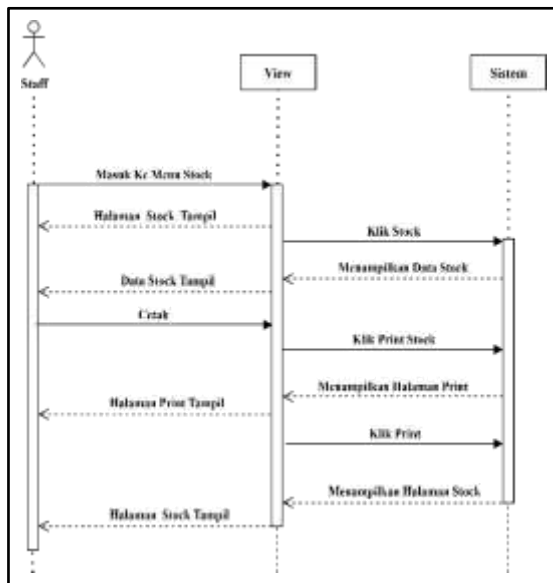 Staff
View
Sistem
Masuk Ke Menu Stock
Halaman Stock Tampil
Klik Stock
Menampilkan Data Stock
Data Stock Tampil
Cetak
Klik Print Stock
Menampilkan Halaman Print
Halaman Print Tampil
Klik Print
Menampilkan Halaman Stock
Halaman Stock Tampil